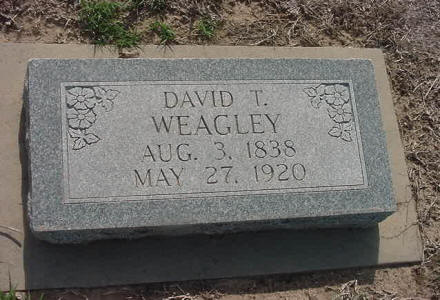 DAVID T.
WEAGLEY
AUG. 3, 1838
MAY 27, 1920